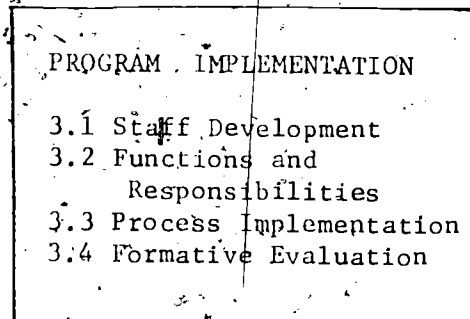 PROGRAM IMPLEMENTATION
3.1 Staff Development
3.2 Functions and
Responsibilities
3.3 Process Implementation
3.4 Formative Evaluation